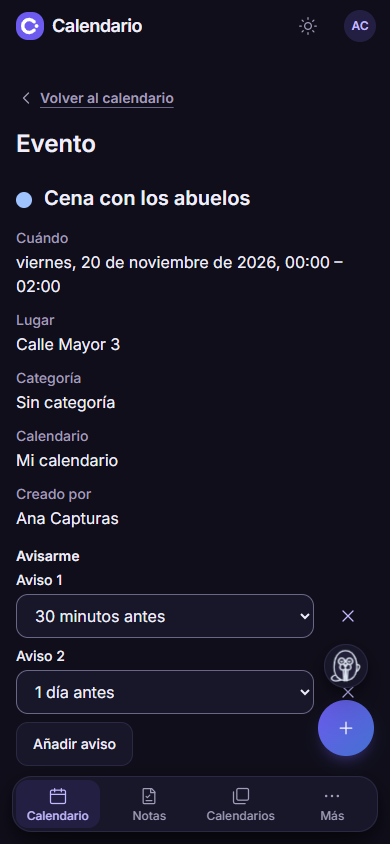 Calendario
AC
Volver al calendario
Evento
Cena con los abuelos
Cuándo
viernes, 20 de noviembre de 2026, 00:00 –
02:00
Lugar
Calle Mayor 3
Categoría
Sin categoría
Calendario
Mi calendario
Creado por
Ana Capturas
Avisarme
Aviso 1
30 minutos antes
Aviso 2
1 día antes
Añadir aviso
Calendario
Notas
Calendarios
Más